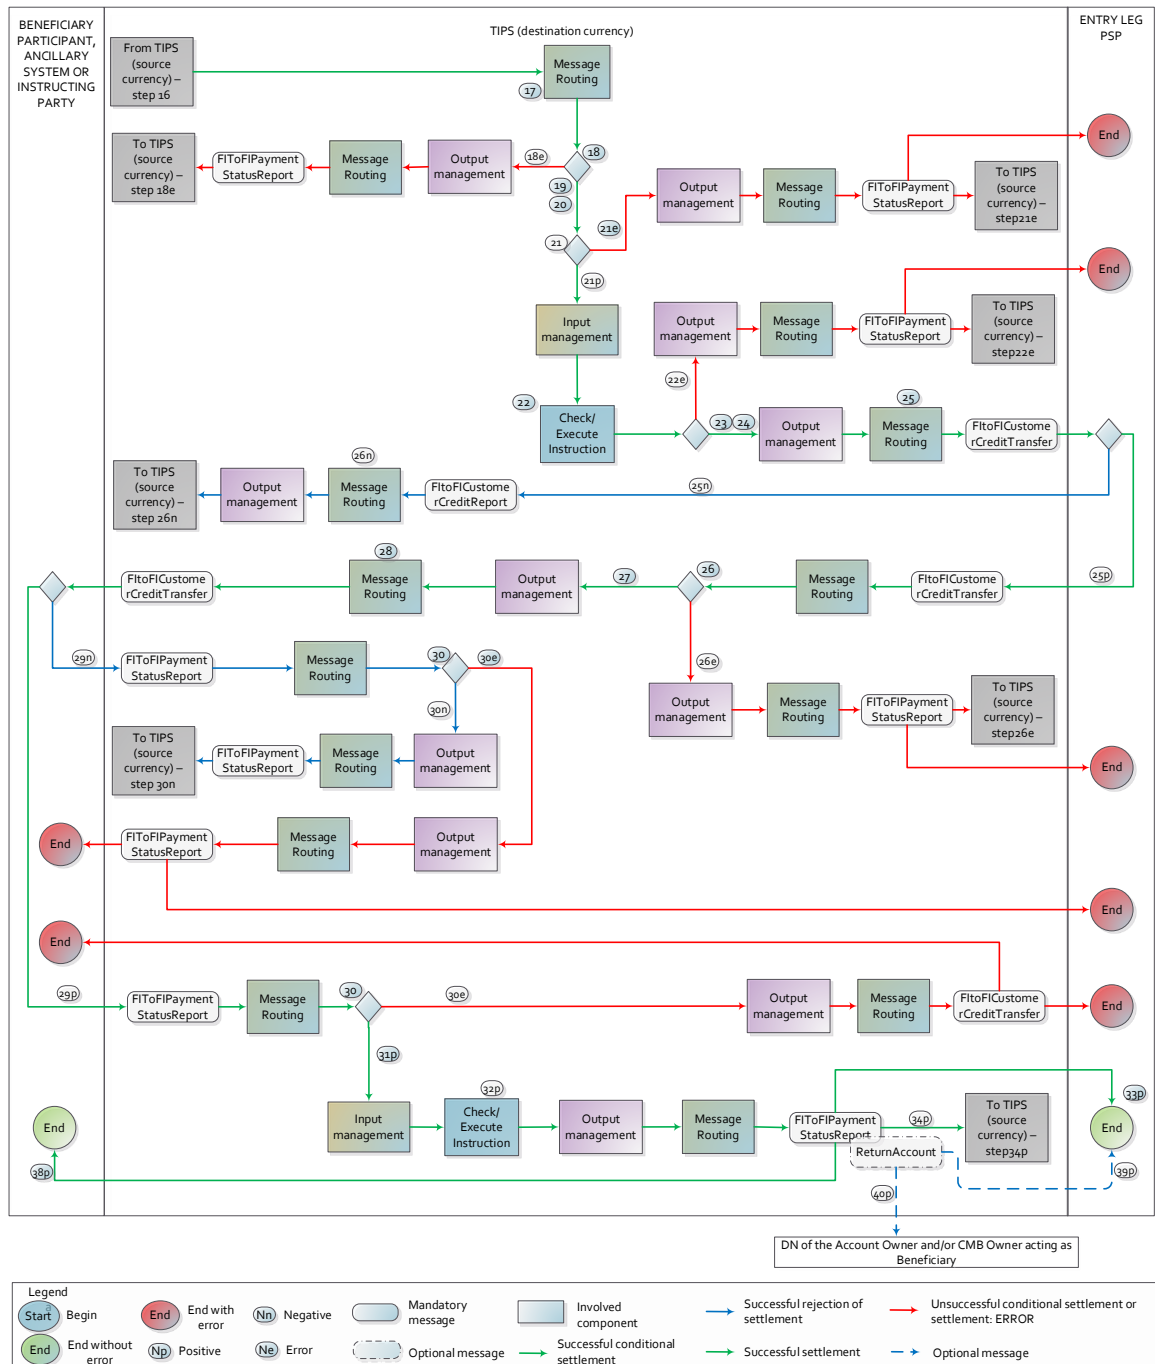 BENEFICIARY
PARTICIPANT,
ANCILLARY
SYSTEM OR
INSTRUCTING
PARTY
TIPS (destination currency)
ENTRY LEG
PSP
From TIPS
(source
currency) –
step 16
Message
Routing
17
To TIPS
(source
currency) –
step 18e
FIToFIPayment
StatusReport
Message
Routing
Output
management
18e
18
19
20
End
Output
management
Message
Routing
FIToFIPayment
StatusReport
To TIPS
(source
currency) –
step21e
21
21e
21p
End
Input
management
Output
management
Message
Routing
FIToFIPayment
StatusReport
To TIPS
(source
currency) –
step22e
22e
22
Check/
Execute
Instruction
23
24
Output
management
25
Message
Routing
FItoFICustome
rCreditTransfer
To TIPS
(source
currency) –
step 26n
Output
management
26n
Message
Routing
FItoFICustome
rCreditReport
25n
FItoFICustome
rCreditTransfer
28
Message
Routing
Output
management
27
26
Message
Routing
FItoFICustome
rCreditTransfer
25p
29n
FIToFIPayment
StatusReport
Message
Routing
30
30e
30n
26e
Output
management
Message
Routing
FIToFIPayment
StatusReport
To TIPS
(source
currency) –
step26e
To TIPS
(source
currency) –
step 30n
FIToFIPayment
StatusReport
Message
Routing
Output
management
End
End
FIToFIPayment
StatusReport
Message
Routing
Output
management
End
End
29p
FIToFIPayment
StatusReport
Message
Routing
30
30e
Output
management
Message
Routing
FItoFICustome
rCreditTransfer
End
31p
Input
management
32p
Check/
Execute
Instruction
Output
management
Message
Routing
FIToFIPayment
StatusReport
34p
To TIPS
(source
currency) –
step34p
33p
End
End
38p
ReturnAccount
39p
40p
DN of the Account Owner and/or CMB Owner acting as
Beneficiary
Legend
Start
a
Begin
End
End with
error
Nn
Negative
Mandatory
message
Involved
component
Successful rejection of
settlement
Unsuccessful conditional settlement or
settlement: ERROR
End
End without
error
Np
Positive
Ne
Error
Optional message
Successful conditional
settlement
Successful settlement
Optional message